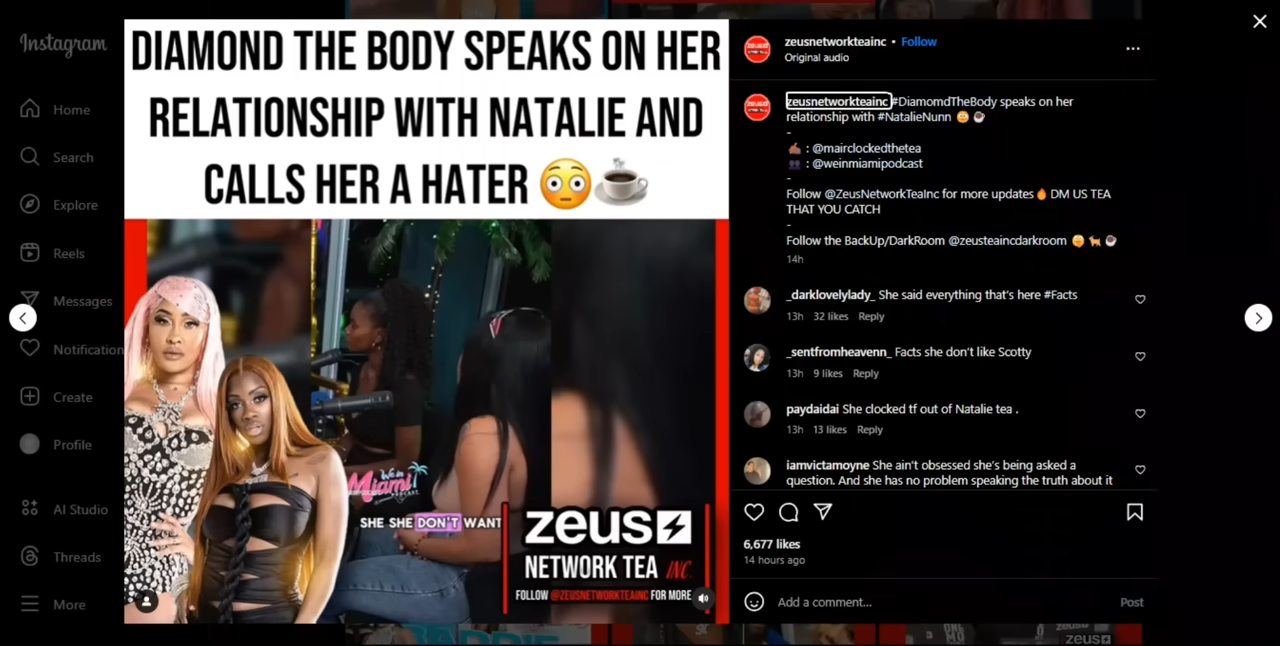 Instagram
Home
Search
Explore
Reels
Messages
Notification
Create
Profile
AI Studio
Threads
More
DIAMOND THE BODY SPEAKS ON HER
RELATIONSHIP WITH NATALIE AND
CALLS HER A HATER 😳☕
We in
Miami
PODCAST
SHE SHE DON'T WANT
zeus
NETWORK TEA INC.
FOLLOW @ZEUSNETWORKTEAINC FOR MORE
zeusnetworkteainc • Follow
Original audio
zeusnetworkteainc #DiamomdTheBody speaks on her
relationship with #NatalieNunn 😳☕
-
✍🏽 : @mairclockedthetea
👥 : @weinmiamipodcast
-
Follow @ZeusNetworkTeaInc for more updates🔥 DM US TEA
THAT YOU CATCH
-
Follow the BackUp/DarkRoom @zeusteaincdarkroom 🤭🐈☕
14h
_darklovelylady_ She said everything that's here #Facts
13h 32 likes Reply
_sentfromheavenn_ Facts she don't like Scotty
13h 9 likes Reply
paydaidai She clocked tf out of Natalie tea .
13h 13 likes Reply
iamvictamoyne She ain't obsessed she's being asked a
question. And she has no problem speaking the truth about it
6,677 likes
14 hours ago
Add a comment...
Post
zeus